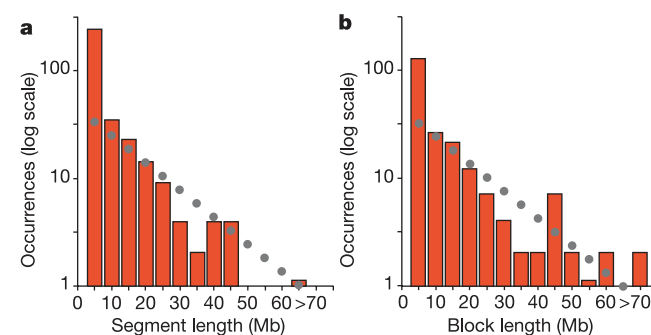 a
b
Occurrences (log scale)
100
10
1
0 10 20 30 40 50 60 >70
Segment length (Mb)
Occurrences (log scale)
100
10
1
0 10 20 30 40 50 60 >70
Block length (Mb)